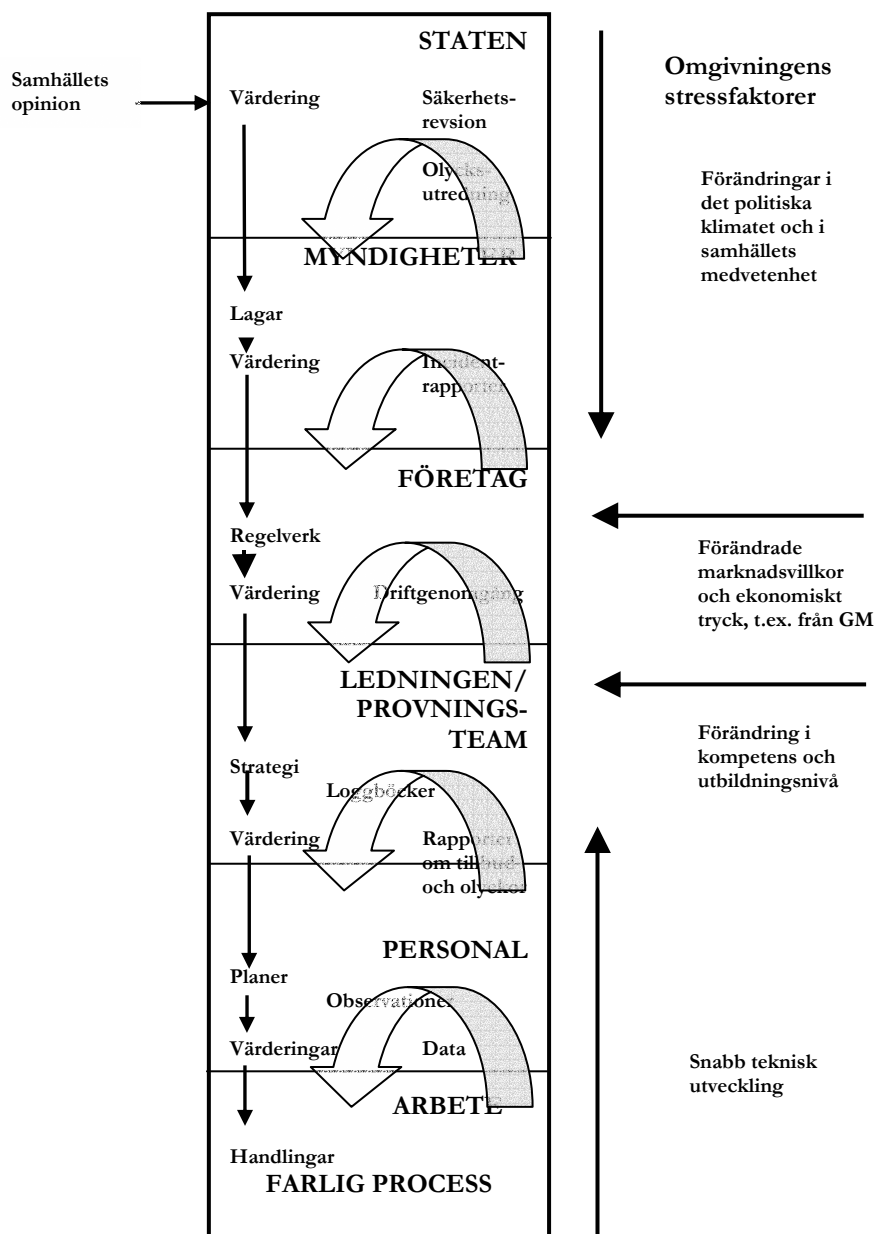 STATEN
Samhällets
opinion
Värdering
Säkerhets-
revsion
Olycks-
utredning
MYNDIGHETER
Lagar
Värdering
Incident-
rapporter
FÖRETAG
Regelverk
Värdering
Driftgenomgång
LEDNINGEN/
PROVNINGS-
TEAM
Strategi
Loggböcker
Värdering
Rapporter
om tillbud
och olyckor
PERSONAL
Planer
Observationer
Värderingar
Data
ARBETE
Handlingar
FARLIG PROCESS
Omgivningens
stressfaktorer
Förändringar i
det politiska
klimatet och i
samhällets
medvetenhet
Förändrade
marknadsvillkor
och ekonomiskt
tryck, t.ex. från GM
Förändring i
kompetens och
utbildningsnivå
Snabb teknisk
utveckling